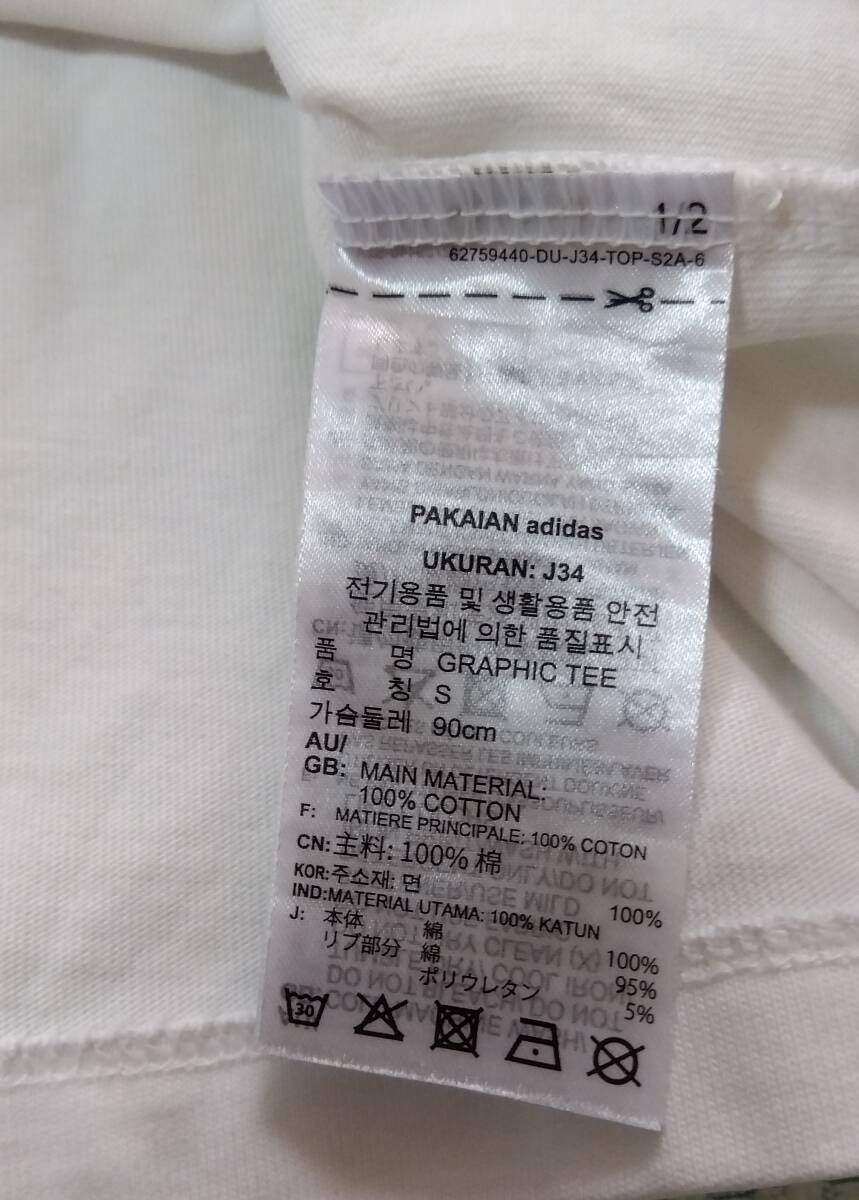 1/2
62759440-DU-J34-TOP-S2A-6
PAKAIAN adidas
UKURAN: J34
전기용품 및 생활용품 안전
관리법에 의한 품질표시
품 명 GRAPHIC TEE
호 칭 S
가슴둘레 90cm
AU/
GB: MAIN MATERIAL:
100% COTTON
F: MATIERE PRINCIPALE: 100% COTON
CN:主料: 100% 棉
KOR:주소재: 면 100%
IND:MATERIAL UTAMA: 100% KATUN
J: 本体 綿 100%
リブ部分 綿 95%
ポリウレタン 5%
30